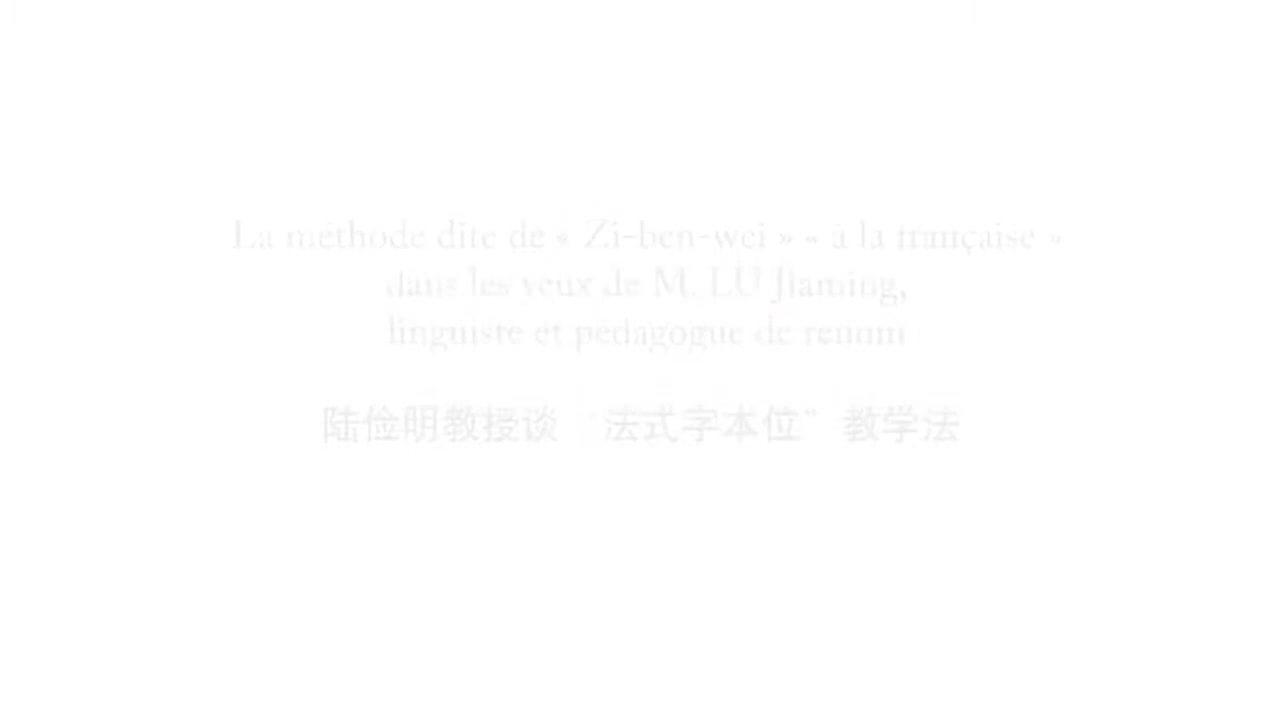 La méthode dite de « Zi-ben-wei » « à la française »
dans les yeux de M. LU Jiaming,
linguiste et pédagogue de renom
陆俭明教授谈 “法式字本位” 教学法